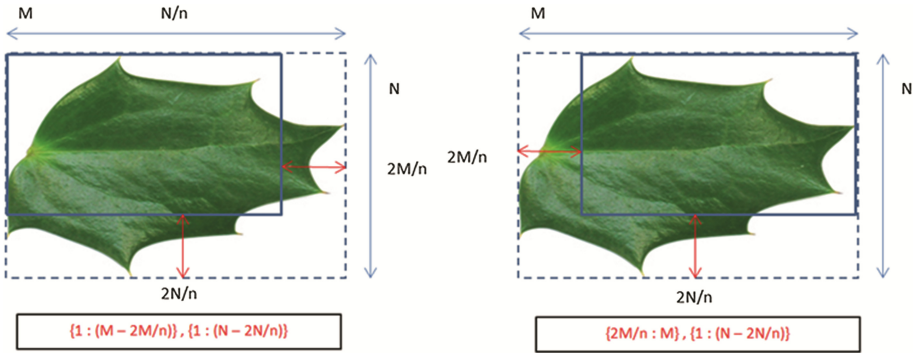 M N/n
N
2M/n
2N/n
{1 : (M – 2M/n)} , {1 : (N – 2N/n)}
M
N
2M/n
2N/n
{2M/n : M} , {1 : (N – 2N/n)}